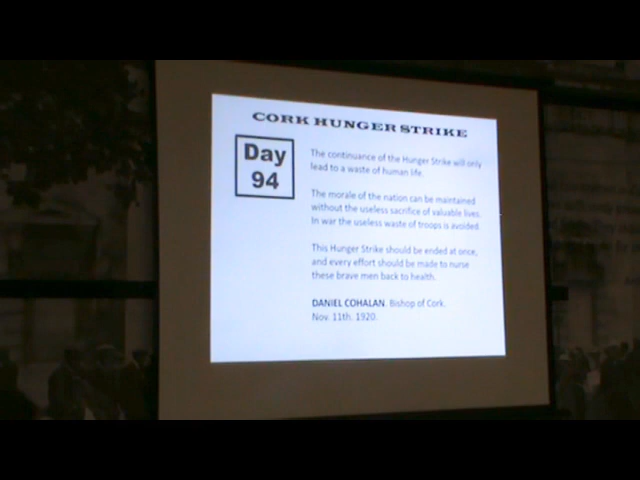 CORK HUNGER STRIKE
Day
94
The continuance of the Hunger Strike will only
lead to a waste of human life.
The morale of the nation can be maintained
without the useless sacrifice of valuable lives.
In war the useless waste of troops is avoided.
This Hunger Strike should be ended at once,
and every effort should be made to nurse
these brave men back to health.
DANIEL COHALAN. Bishop of Cork.
Nov. 11th. 1920.